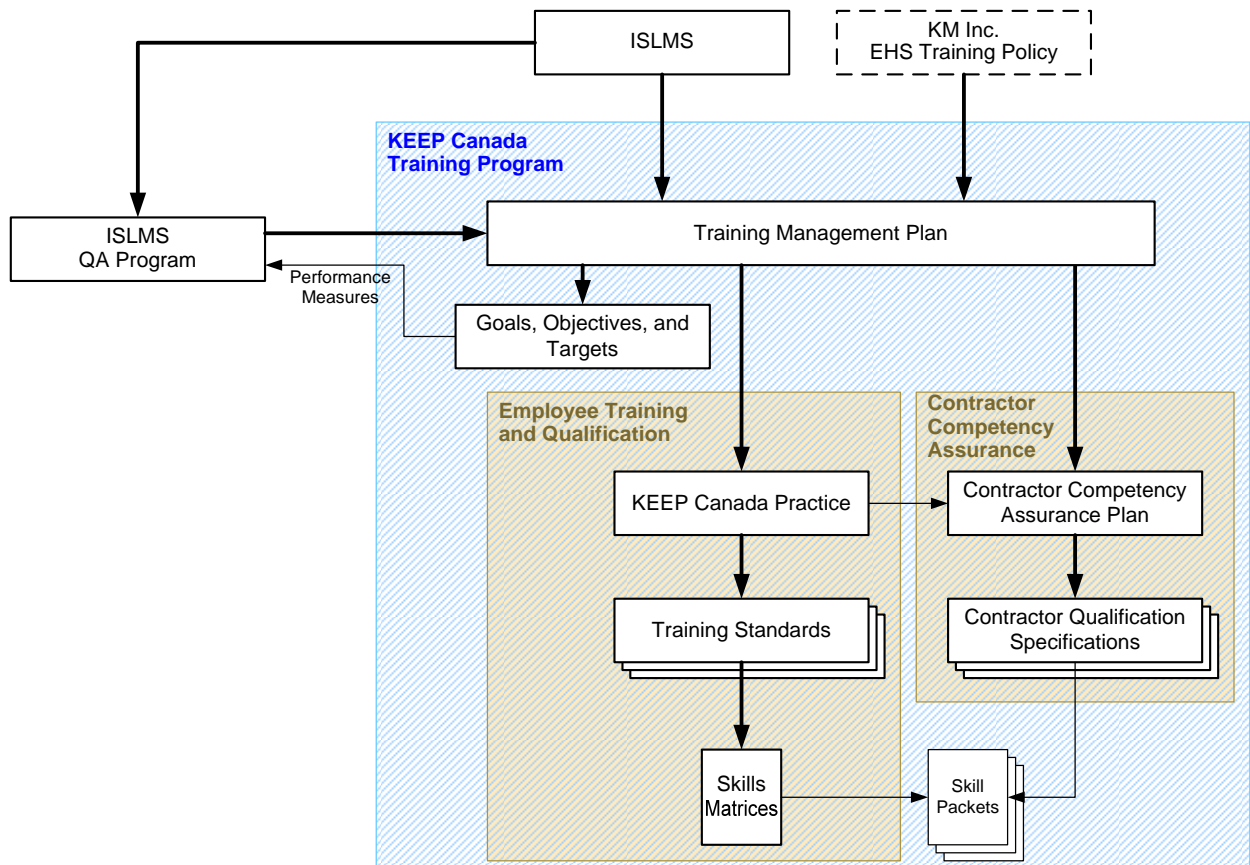 ISLMS
KM Inc.
EHS Training Policy
KEEP Canada
Training Program
ISLMS
QA Program
Training Management Plan
Performance
Measures
Goals, Objectives, and
Targets
Employee Training
and Qualification
Contractor
Competency
Assurance
KEEP Canada Practice
Contractor Competency
Assurance Plan
Training Standards
Contractor Qualification
Specifications
Skills
Matrices
Skill
Packets